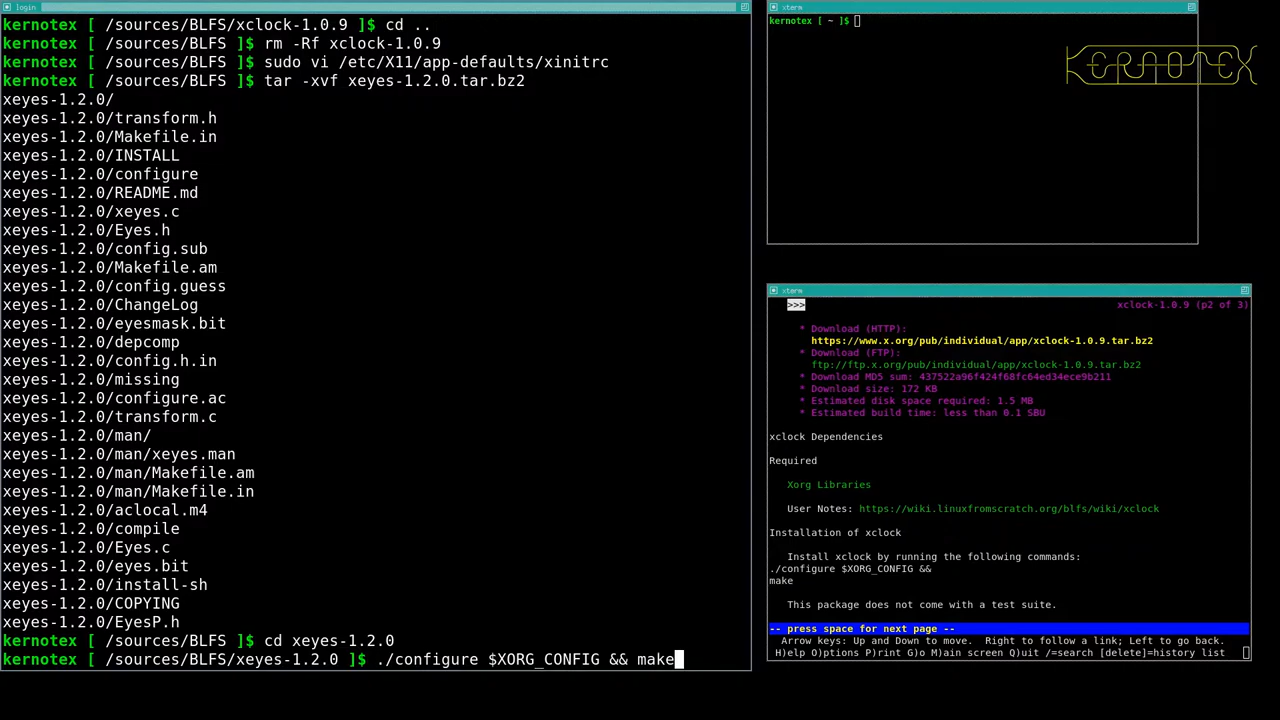 login
kernotex [ /sources/BLFS/xclock-1.0.9 ]$ cd ..
kernotex [ /sources/BLFS ]$ rm -Rf xclock-1.0.9
kernotex [ /sources/BLFS ]$ sudo vi /etc/X11/app-defaults/xinitrc
kernotex [ /sources/BLFS ]$ tar -xvf xeyes-1.2.0.tar.bz2
xeyes-1.2.0/
xeyes-1.2.0/transform.h
xeyes-1.2.0/Makefile.in
xeyes-1.2.0/INSTALL
xeyes-1.2.0/configure
xeyes-1.2.0/README.md
xeyes-1.2.0/xeyes.c
xeyes-1.2.0/Eyes.h
xeyes-1.2.0/config.sub
xeyes-1.2.0/Makefile.am
xeyes-1.2.0/config.guess
xeyes-1.2.0/ChangeLog
xeyes-1.2.0/eyesmask.bit
xeyes-1.2.0/depcomp
xeyes-1.2.0/config.h.in
xeyes-1.2.0/missing
xeyes-1.2.0/configure.ac
xeyes-1.2.0/transform.c
xeyes-1.2.0/man/
xeyes-1.2.0/man/xeyes.man
xeyes-1.2.0/man/Makefile.am
xeyes-1.2.0/man/Makefile.in
xeyes-1.2.0/aclocal.m4
xeyes-1.2.0/compile
xeyes-1.2.0/Eyes.c
xeyes-1.2.0/eyes.bit
xeyes-1.2.0/install-sh
xeyes-1.2.0/COPYING
xeyes-1.2.0/EyesP.h
kernotex [ /sources/BLFS ]$ cd xeyes-1.2.0
kernotex [ /sources/BLFS/xeyes-1.2.0 ]$ ./configure $XORG_CONFIG && make
xterm
kernotex [ ~ ]$
KERNOTEX
xterm
>>> xclock-1.0.9 (p2 of 3)
* Download (HTTP):
https://www.x.org/pub/individual/app/xclock-1.0.9.tar.bz2
* Download (FTP):
ftp://ftp.x.org/pub/individual/app/xclock-1.0.9.tar.bz2
* Download MD5 sum: 437522a96f424f68fc64ed34ece9b211
* Download size: 172 KB
* Estimated disk space required: 1.5 MB
* Estimated build time: less than 0.1 SBU
xclock Dependencies
Required
Xorg Libraries
User Notes: https://wiki.linuxfromscratch.org/blfs/wiki/xclock
Installation of xclock
Install xclock by running the following commands:
./configure $XORG_CONFIG &&
make
This package does not come with a test suite.
-- press space for next page --
Arrow keys: Up and Down to move. Right to follow a link; Left to go back.
H)elp O)ptions P)rint G)o M)ain screen Q)uit /=search [delete]=history list